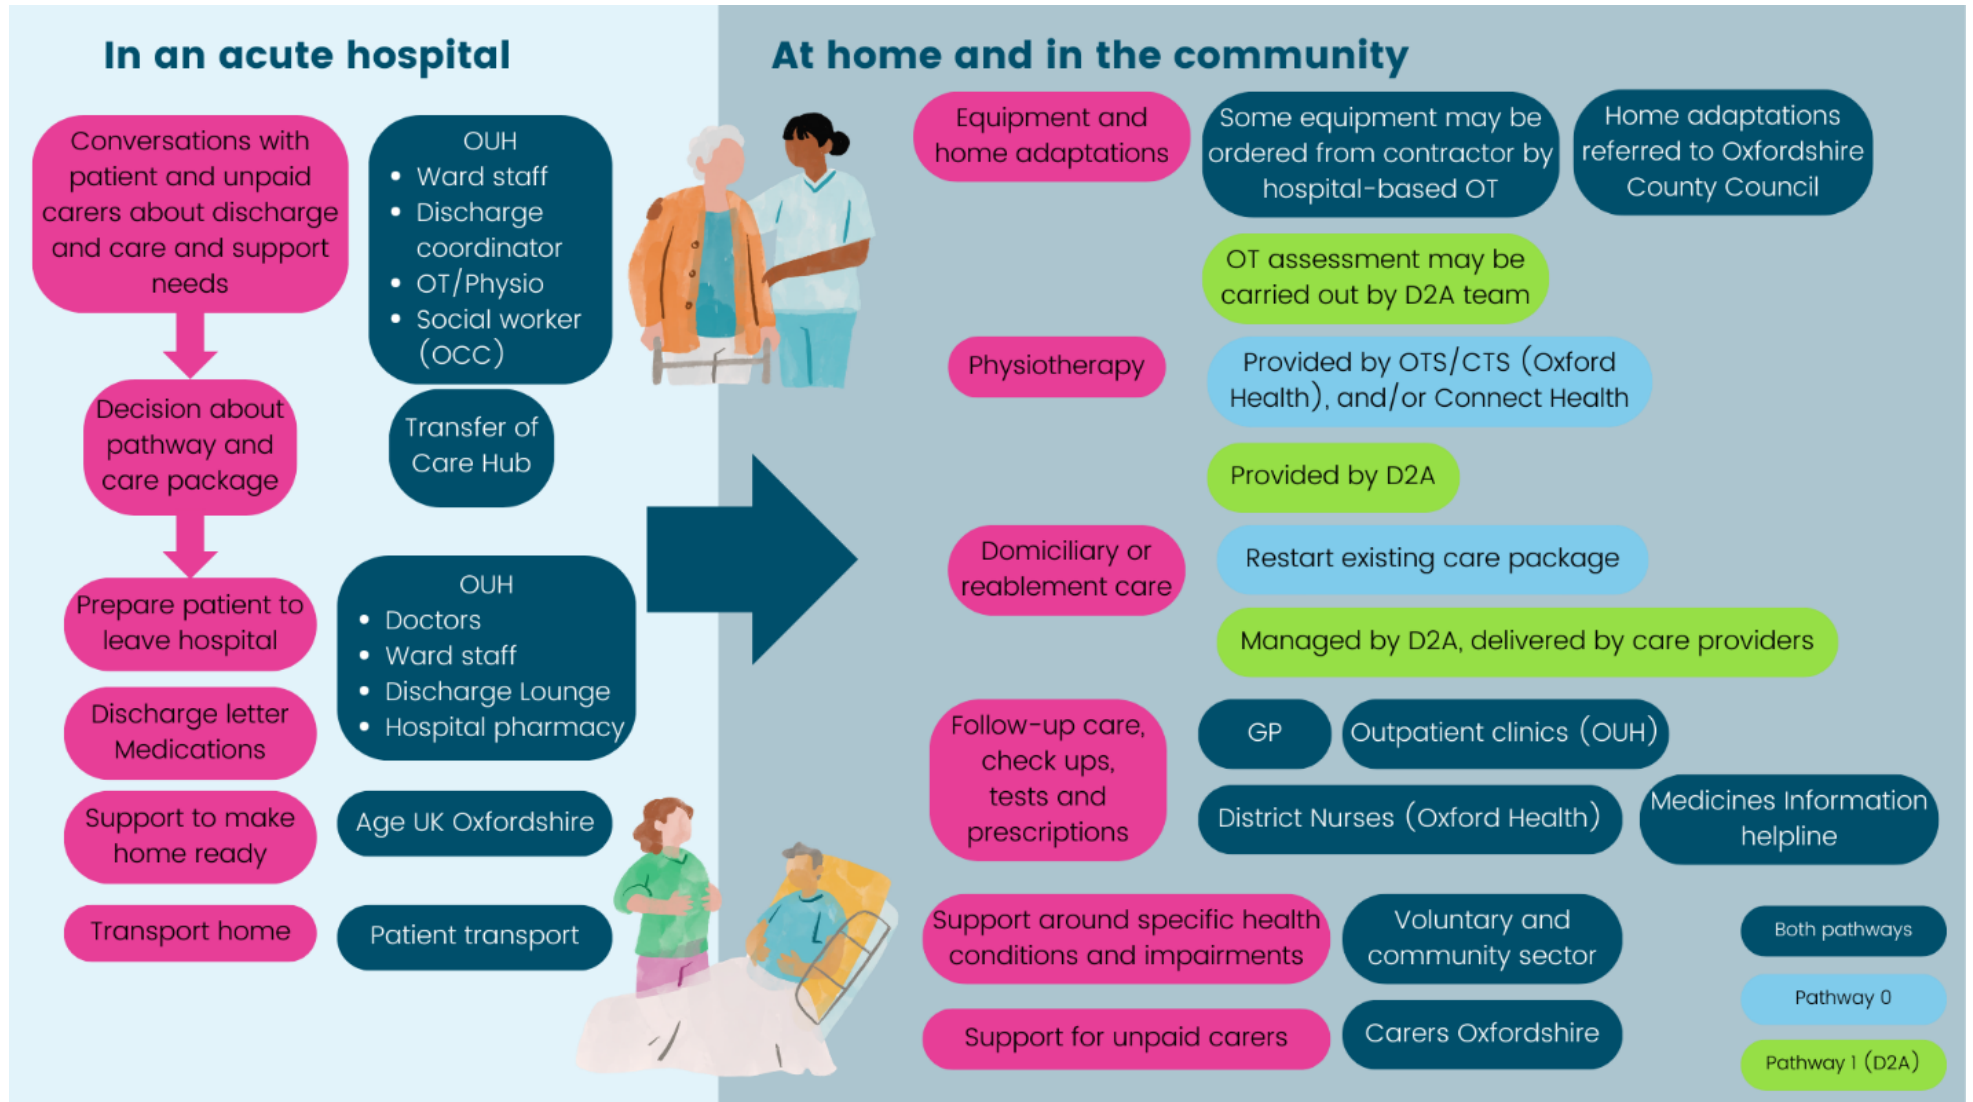 In an acute hospital
Conversations with
patient and unpaid
carers about discharge
and care and support
needs
OUH
• Ward staff
• Discharge
coordinator
• OT/Physio
• Social worker
(OCC)
Decision about
pathway and
care package
Transfer of
Care Hub
Prepare patient to
leave hospital
OUH
• Doctors
• Ward staff
• Discharge Lounge
• Hospital pharmacy
Discharge letter
Medications
Support to make
home ready
Age UK Oxfordshire
Transport home
Patient transport
At home and in the community
Equipment and
home adaptations
Some equipment may be
ordered from contractor by
hospital-based OT
Home adaptations
referred to Oxfordshire
County Council
OT assessment may be
carried out by D2A team
Physiotherapy
Provided by OTS/CTS (Oxford
Health), and/or Connect Health
Provided by D2A
Domiciliary or
reablement care
Restart existing care package
Managed by D2A, delivered by care providers
Follow-up care,
check ups,
tests and
prescriptions
GP
Outpatient clinics (OUH)
District Nurses (Oxford Health)
Medicines Information
helpline
Support around specific health
conditions and impairments
Voluntary and
community sector
Support for unpaid carers
Carers Oxfordshire
Both pathways
Pathway 0
Pathway 1 (D2A)